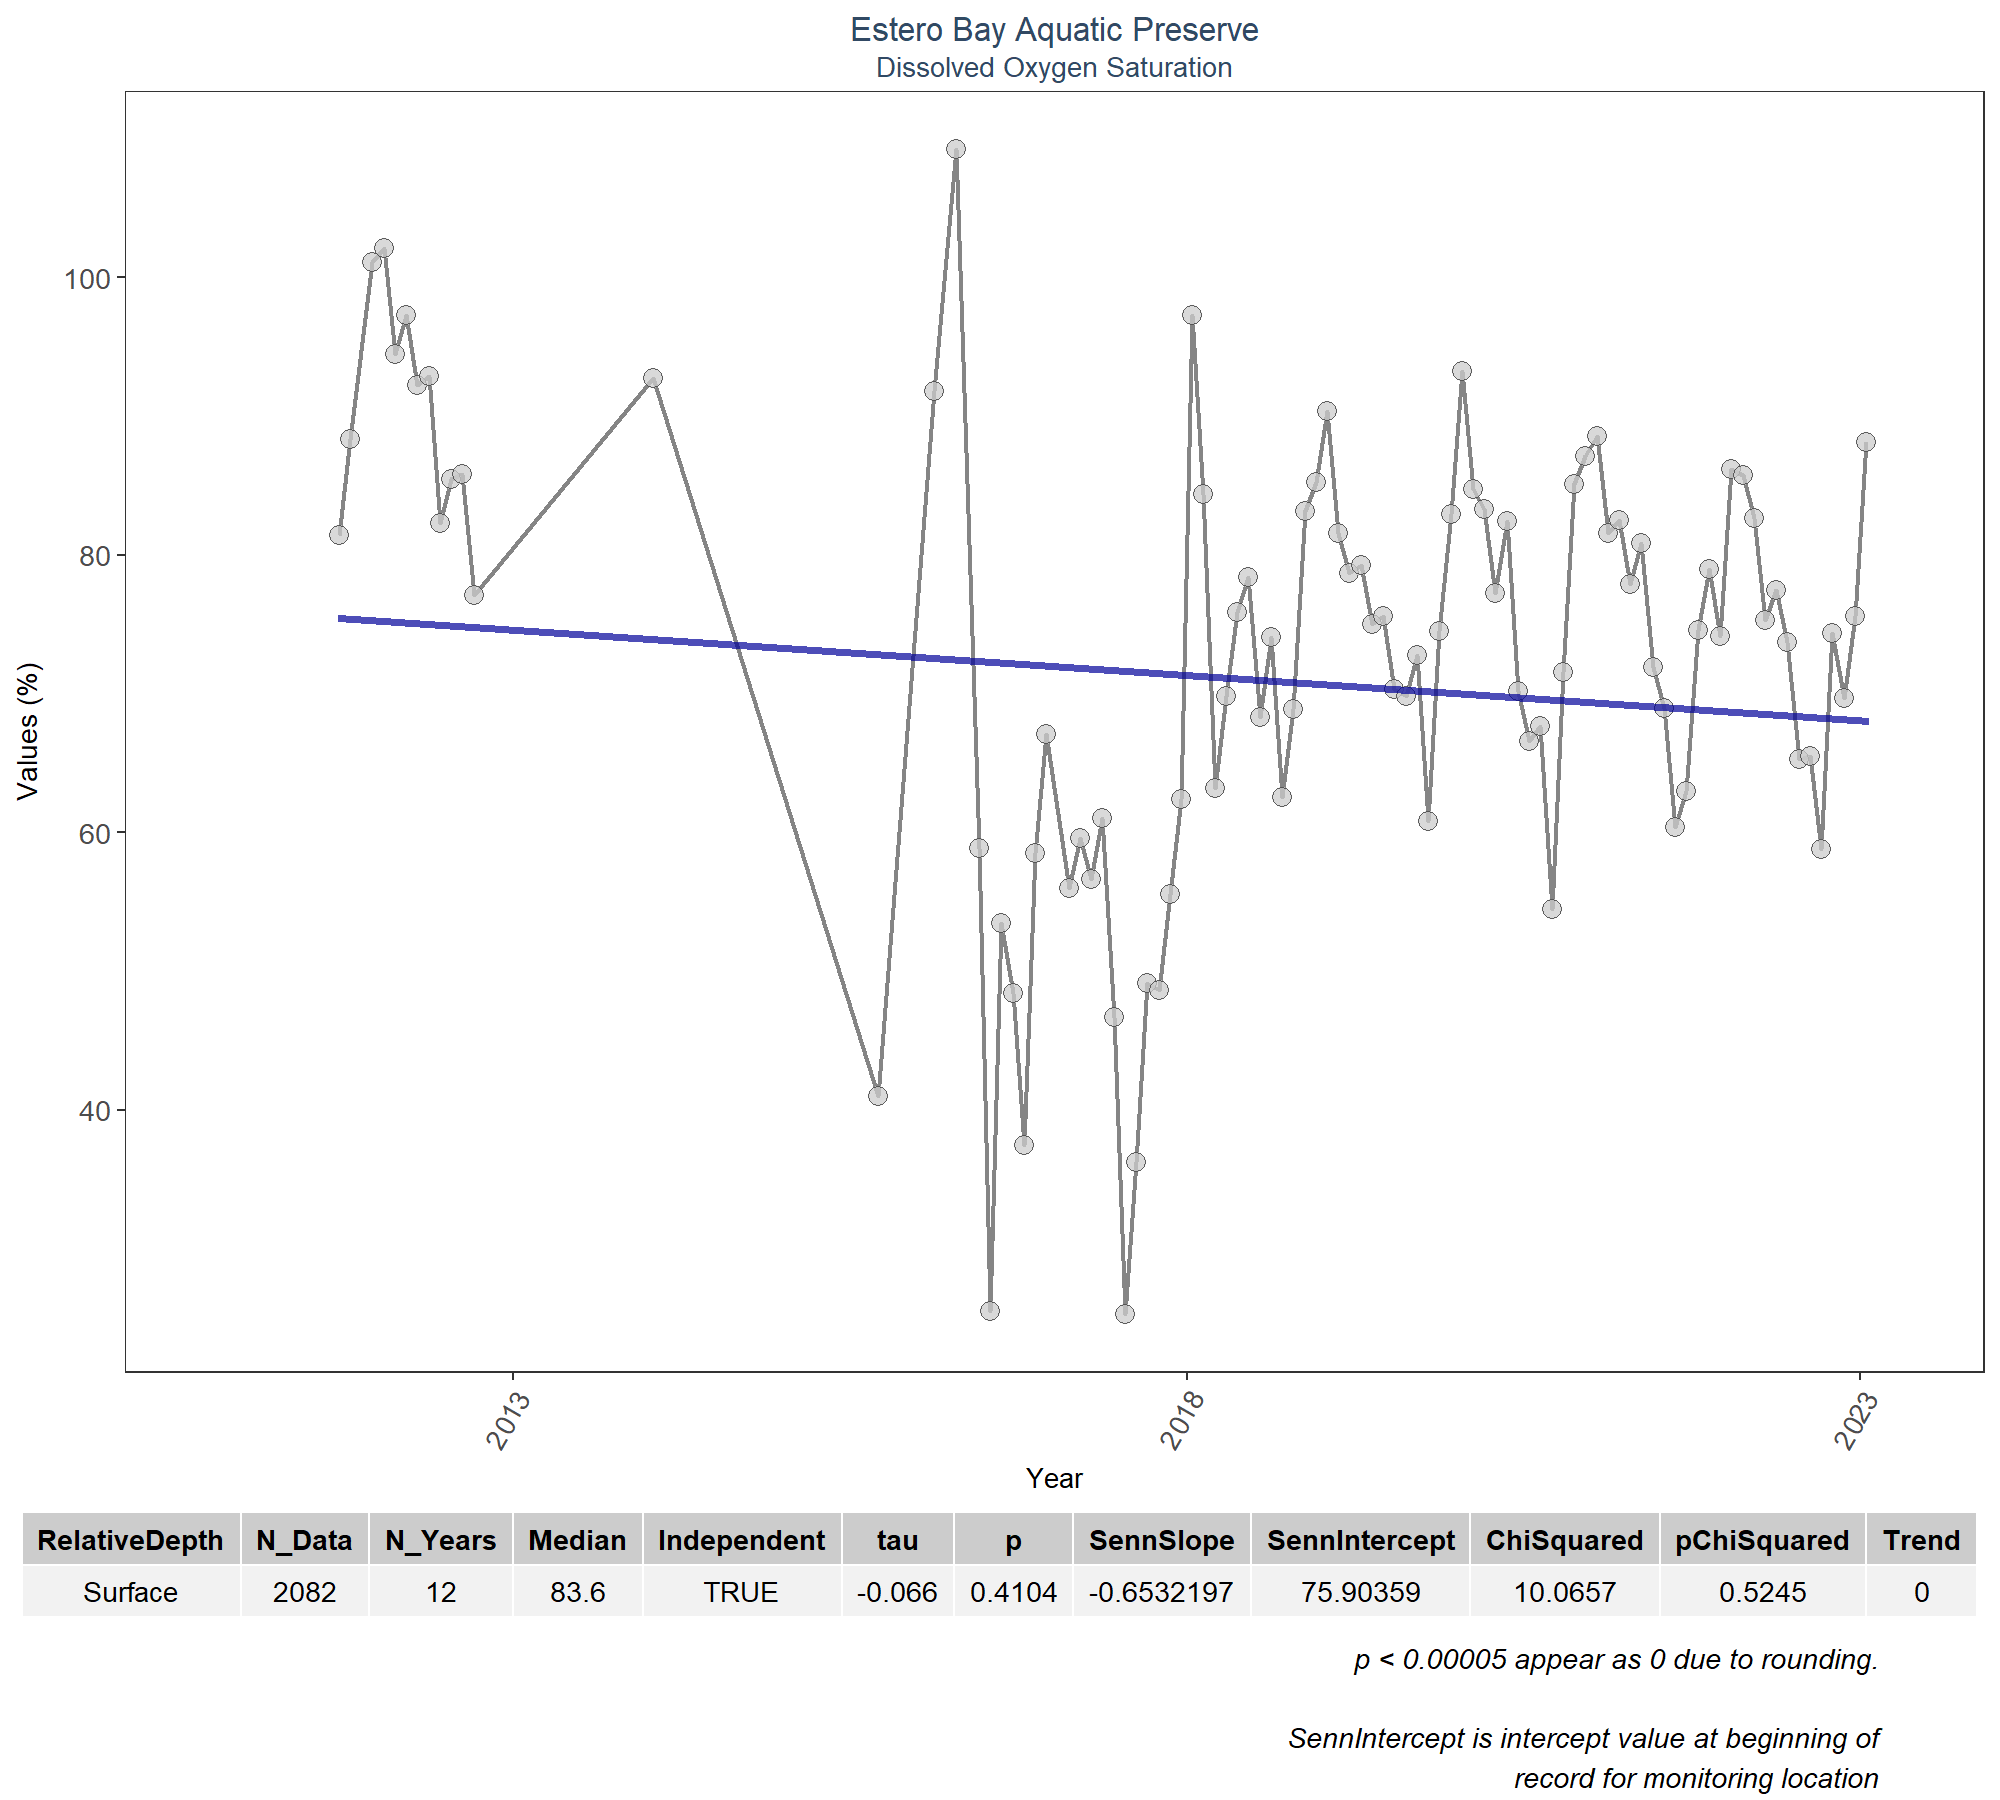 Estero Bay Aquatic Preserve
Dissolved Oxygen Saturation
Values (%)
100
80
60
40
2013
2018
2023
Year
RelativeDepth N_Data N_Years Median Independent tau p SennSlope SennIntercept ChiSquared pChiSquared Trend
Surface 2082 12 83.6 TRUE -0.066 0.4104 -0.6532197 75.90359 10.0657 0.5245 0
p < 0.00005 appear as 0 due to rounding.
SennIntercept is intercept value at beginning of
record for monitoring location